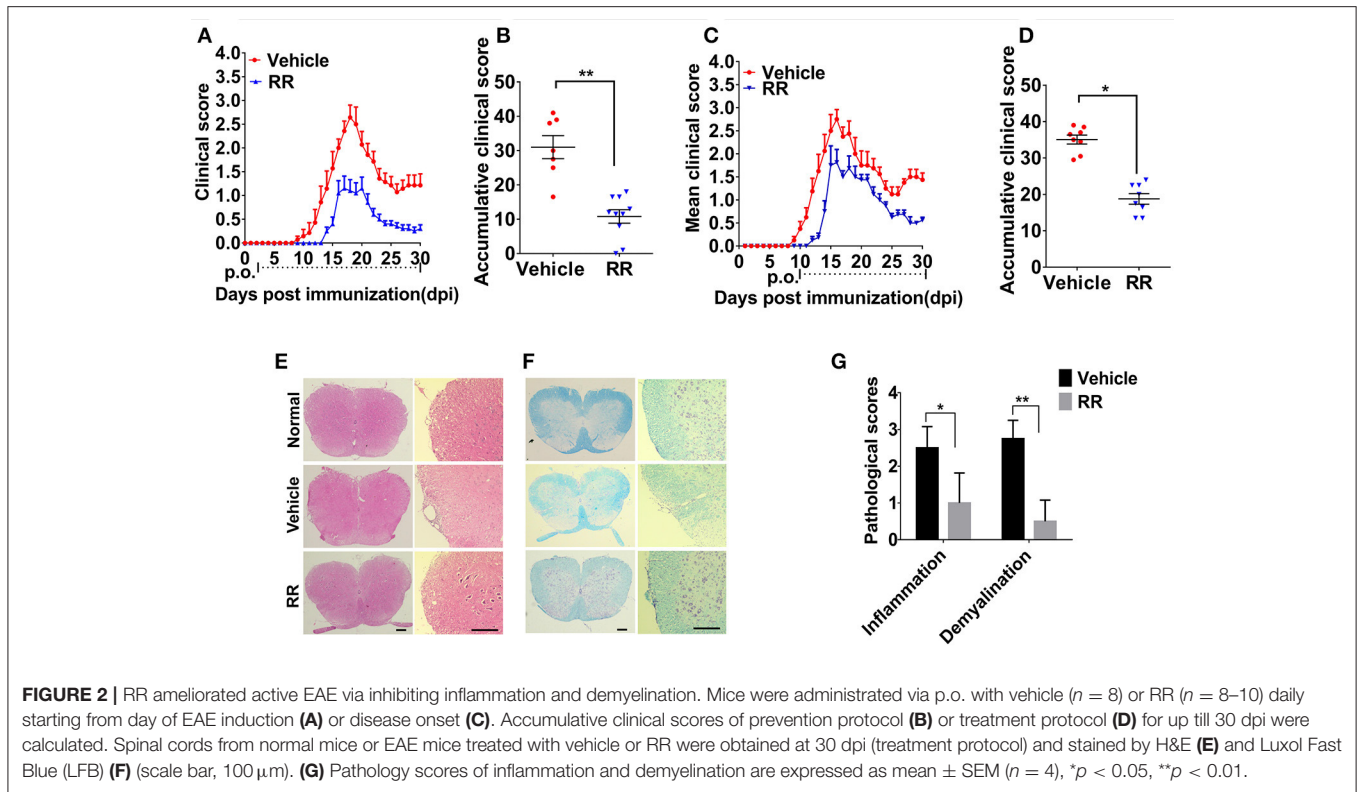 A
B
C
D
Vehicle
RR
Clinical score
4.0
3.5
3.0
2.5
2.0
1.5
1.0
0.5
0.0
0 5 10 15 20 25 30
p.o.
Days post immunization(dpi)
Accumulative clinical score
50
40
30
20
10
0
**
Vehicle RR
Vehicle
RR
Mean clinical score
4.0
3.5
3.0
2.5
2.0
1.5
1.0
0.5
0.0
0 5 10 15 20 25 30
p.o.
Days post immunization(dpi)
Accumulative clinical score
50
40
30
20
10
0
*
Vehicle RR
E
F
G
Normal
Vehicle
RR
Vehicle
RR
Pathological scores
4
3
2
1
0
*
**
Inflammation
Demyalination
FIGURE 2 | RR ameliorated active EAE via inhibiting inflammation and demyelination. Mice were administrated via p.o. with vehicle (n = 8) or RR (n = 8–10) daily
starting from day of EAE induction (A) or disease onset (C). Accumulative clinical scores of prevention protocol (B) or treatment protocol (D) for up till 30 dpi were
calculated. Spinal cords from normal mice or EAE mice treated with vehicle or RR were obtained at 30 dpi (treatment protocol) and stained by H&E (E) and Luxol Fast
Blue (LFB) (F) (scale bar, 100 μm). (G) Pathology scores of inflammation and demyelination are expressed as mean ± SEM (n = 4), *p < 0.05, **p < 0.01.